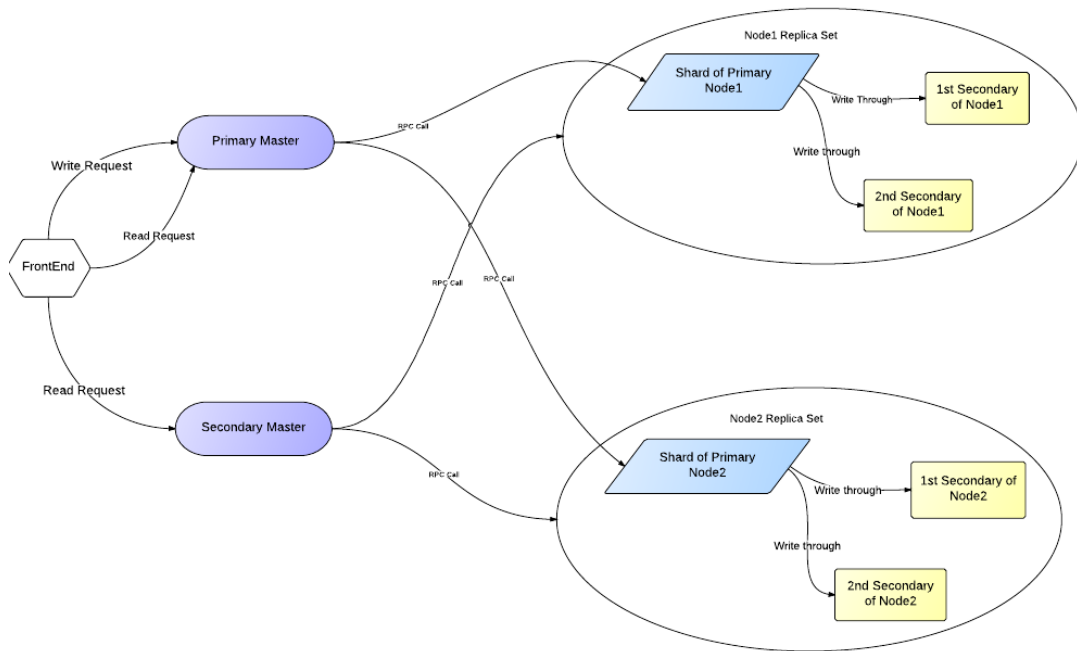 Node1 Replica Set
Shard of Primary
Node1
Write Through
1st Secondary
of Node1
Write through
2nd Secondary
of Node1
RPC Call
Primary Master
Write Request
Read Request
FrontEnd
RPC Call
RPC Call
Read Request
Secondary Master
RPC Call
Node2 Replica Set
Shard of Primary
Node2
Write through
1st Secondary of
Node2
Write through
2nd Secondary
of Node2